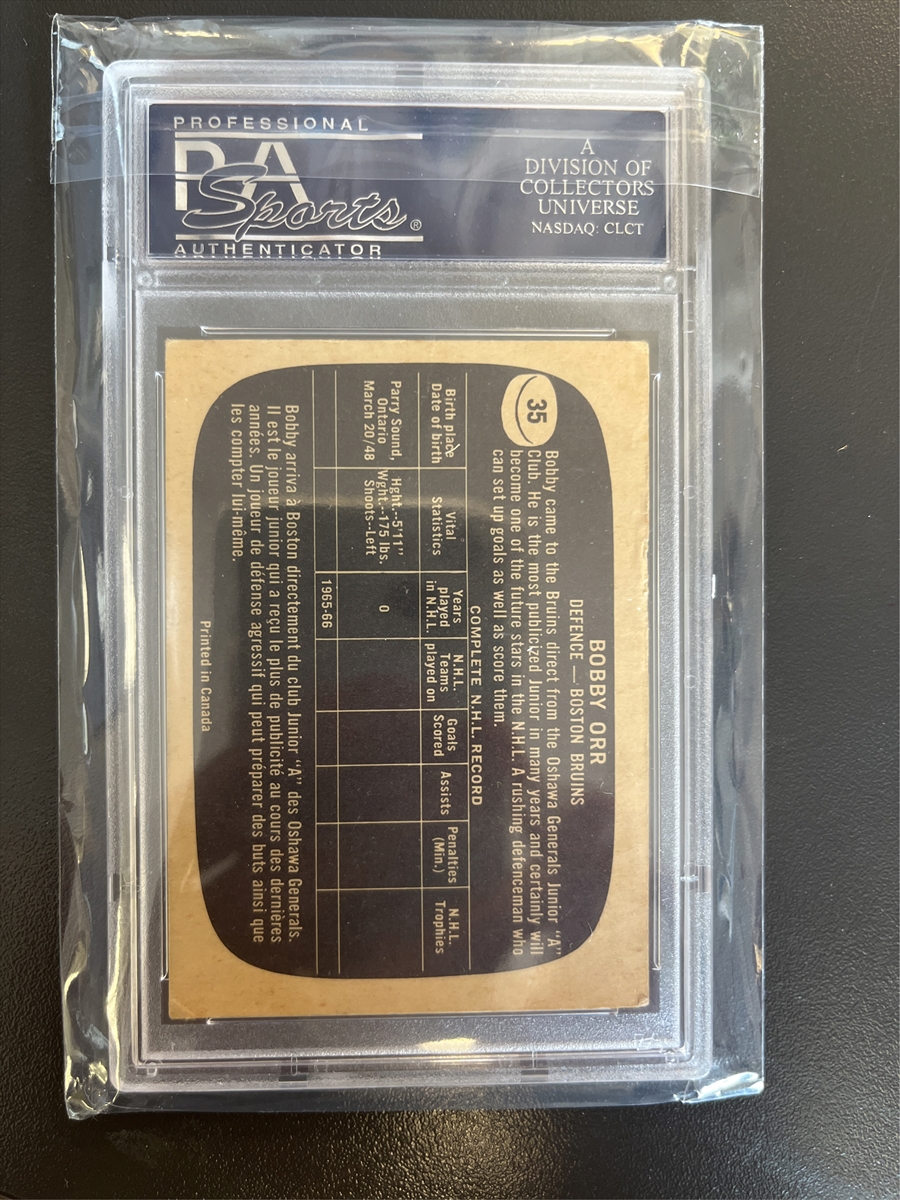 PROFESSIONAL
PSA
Sports®
AUTHENTICATOR
A
DIVISION OF
COLLECTORS
UNIVERSE
NASDAQ: CLCT
BOBBY ORR
DEFENCE — BOSTON BRUINS
35
Bobby came to the Bruins direct from the Oshawa Generals Junior "A"
Club. He is the most publicized Junior in many years and certainly will
become one of the future stars in the N.H.L. A rushing defenceman who
can set up goals as well as score them.
COMPLETE N.H.L. RECORD
Birth place
Date of birth
Vital
Statistics
Years
played
in N.H.L.
N.H.L.
Teams
played on
Goals
Scored
Assists
Penalties
(Min.)
N.H.L.
Trophies
Parry Sound,
Ontario
March 20/48
Hght.--5'11"
Wght.--175 lbs.
Shoots--Left
0
1965-66
Bobby arriva à Boston directement du club Junior "A" des Oshawa Generals.
Il est le joueur junior qui a reçu le plus de publicité au cours des dernières
années. Un joueur de défense agressif qui peut préparer des buts ainsi que
les compter lui-même.
Printed in Canada